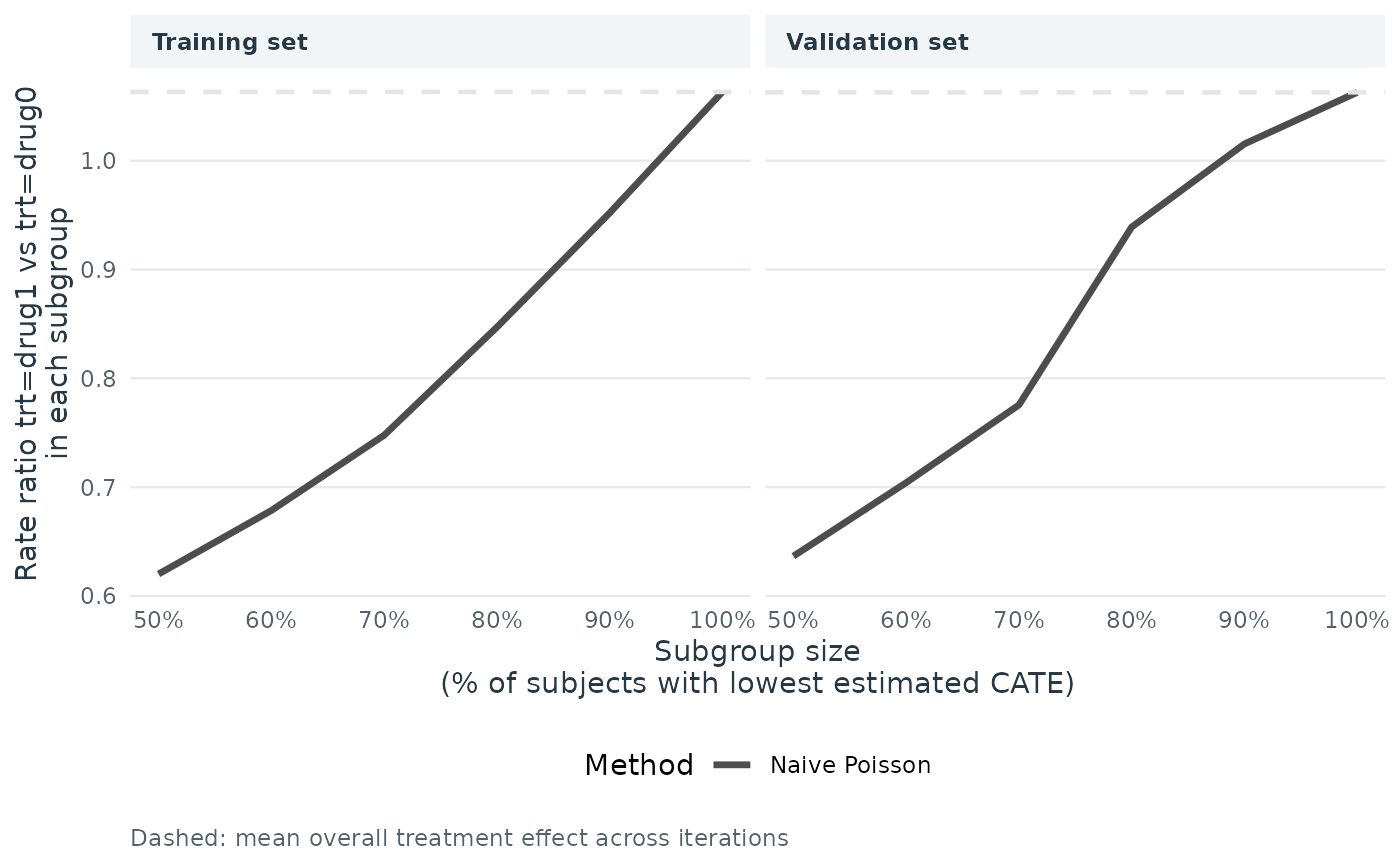 Training set
Validation set
Rate ratio trt=drug1 vs trt=drug0
in each subgroup
1.0
0.9
0.8
0.7
0.6
50% 60% 70% 80% 90% 100%
50% 60% 70% 80% 90% 100%
Subgroup size
(% of subjects with lowest estimated CATE)
Method Naive Poisson
Dashed: mean overall treatment effect across iterations